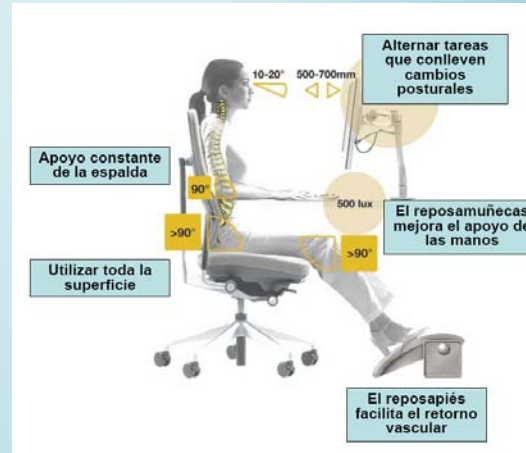 Alternar tareas
que conlleven
cambios
posturales
10-20°
500-700mm
Apoyo constante
de la espalda
90°
500 lux
El reposamuñecas
mejora el apoyo de
las manos
>90°
>90°
Utilizar toda la
superficie
El reposapiés
facilita el retorno
vascular